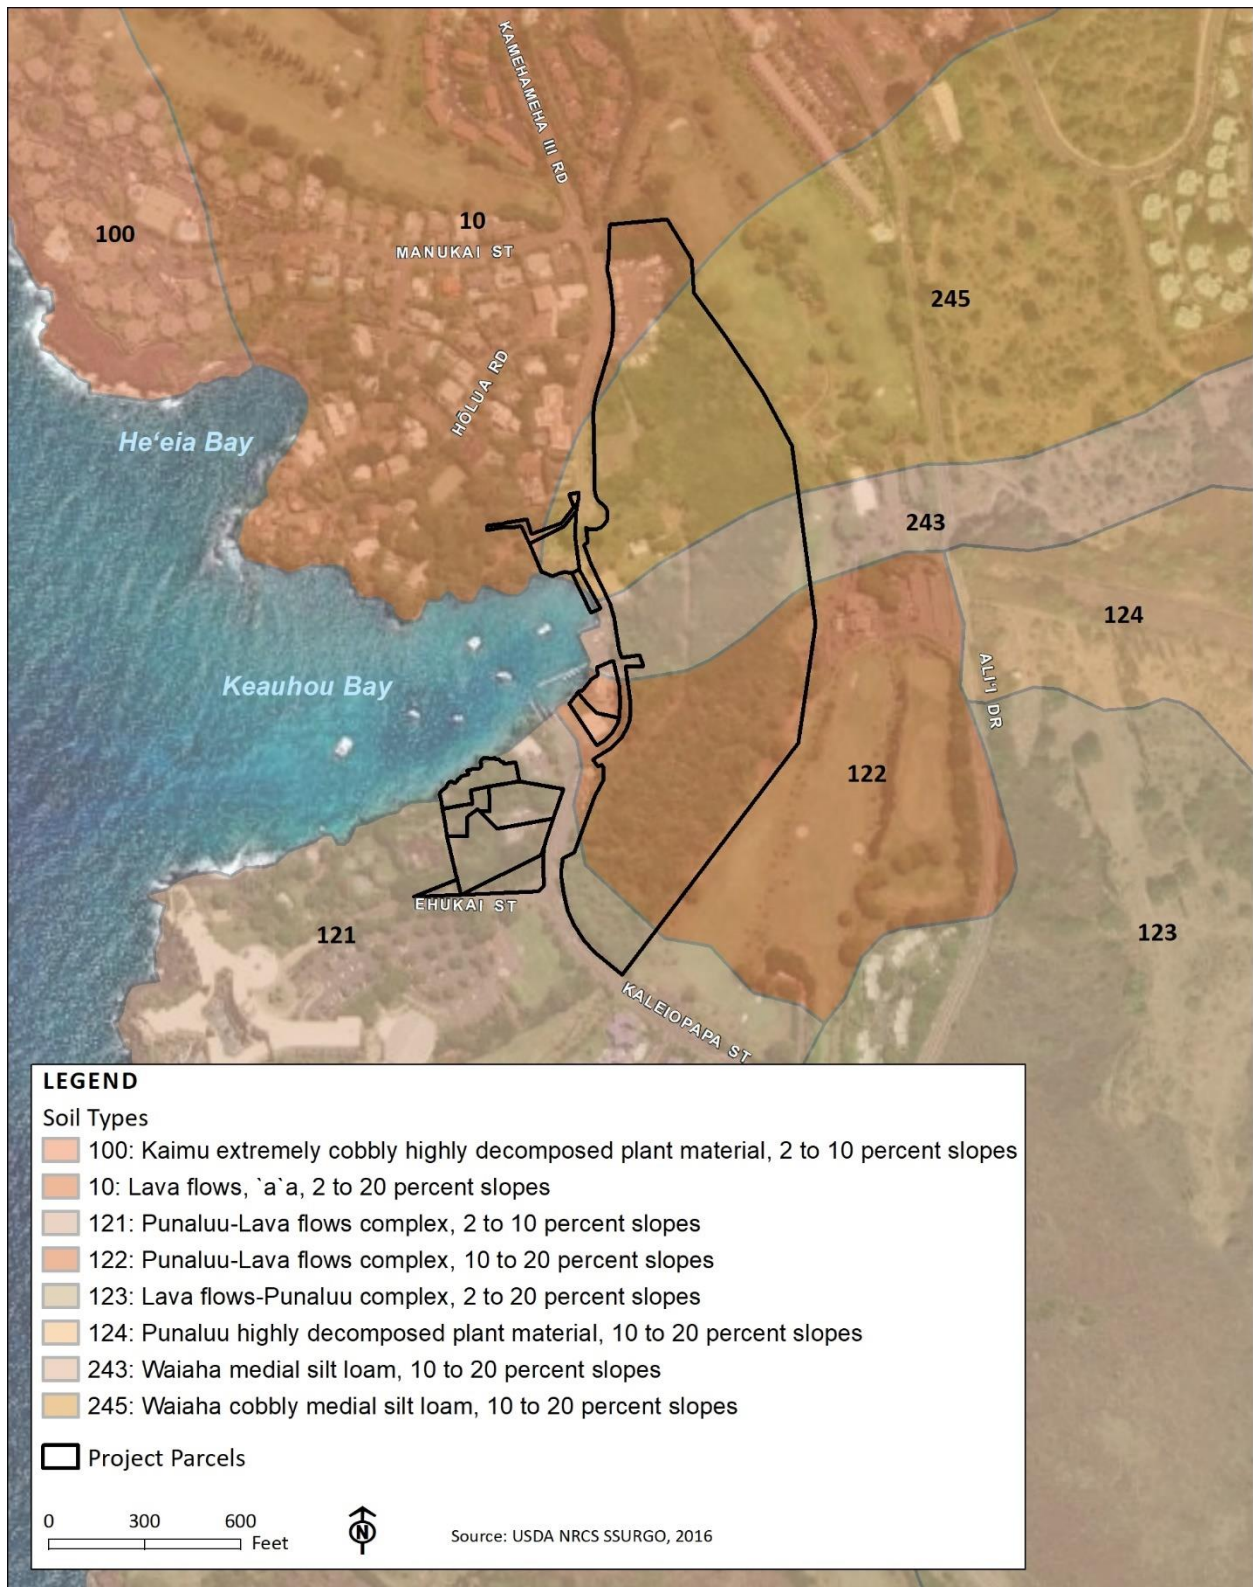 KAMEHAMEHA III RD
100
10
MANUKAI ST
245
HŌLUA RD
He‘eia Bay
243
124
Keauhou Bay
ALI‘I DR
122
EHUKAI ST
121
123
KALEIOPAPA ST
LEGEND
Soil Types
100: Kaimu extremely cobbly highly decomposed plant material, 2 to 10 percent slopes
10: Lava flows, `a`a, 2 to 20 percent slopes
121: Punaluu-Lava flows complex, 2 to 10 percent slopes
122: Punaluu-Lava flows complex, 10 to 20 percent slopes
123: Lava flows-Punaluu complex, 2 to 20 percent slopes
124: Punaluu highly decomposed plant material, 10 to 20 percent slopes
243: Waiaha medial silt loam, 10 to 20 percent slopes
245: Waiaha cobbly medial silt loam, 10 to 20 percent slopes
Project Parcels
0 300 600
Feet
N
Source: USDA NRCS SSURGO, 2016